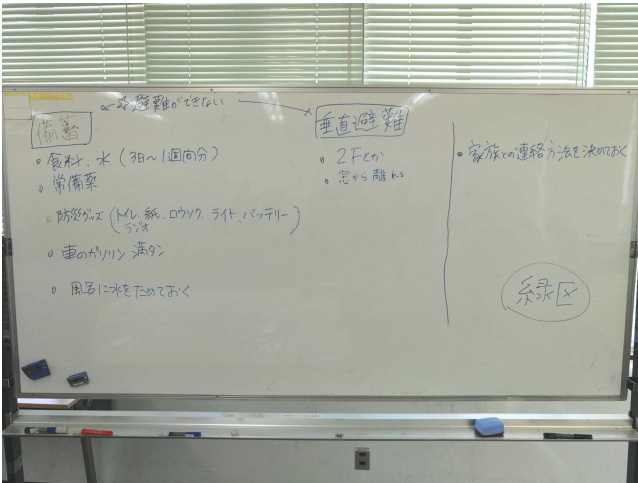 避難ができない
備蓄
・食料、水（3日～1週間分）
・常備薬
・防災グッズ（トイレ、紙、ロウソク、ライト、バッテリー）
ラジオ
・車のガソリン 満タン
・風呂に水をためておく
垂直避難
・2Fとか
・窓から離れる
・家族との連絡方法を決めておく
緑区